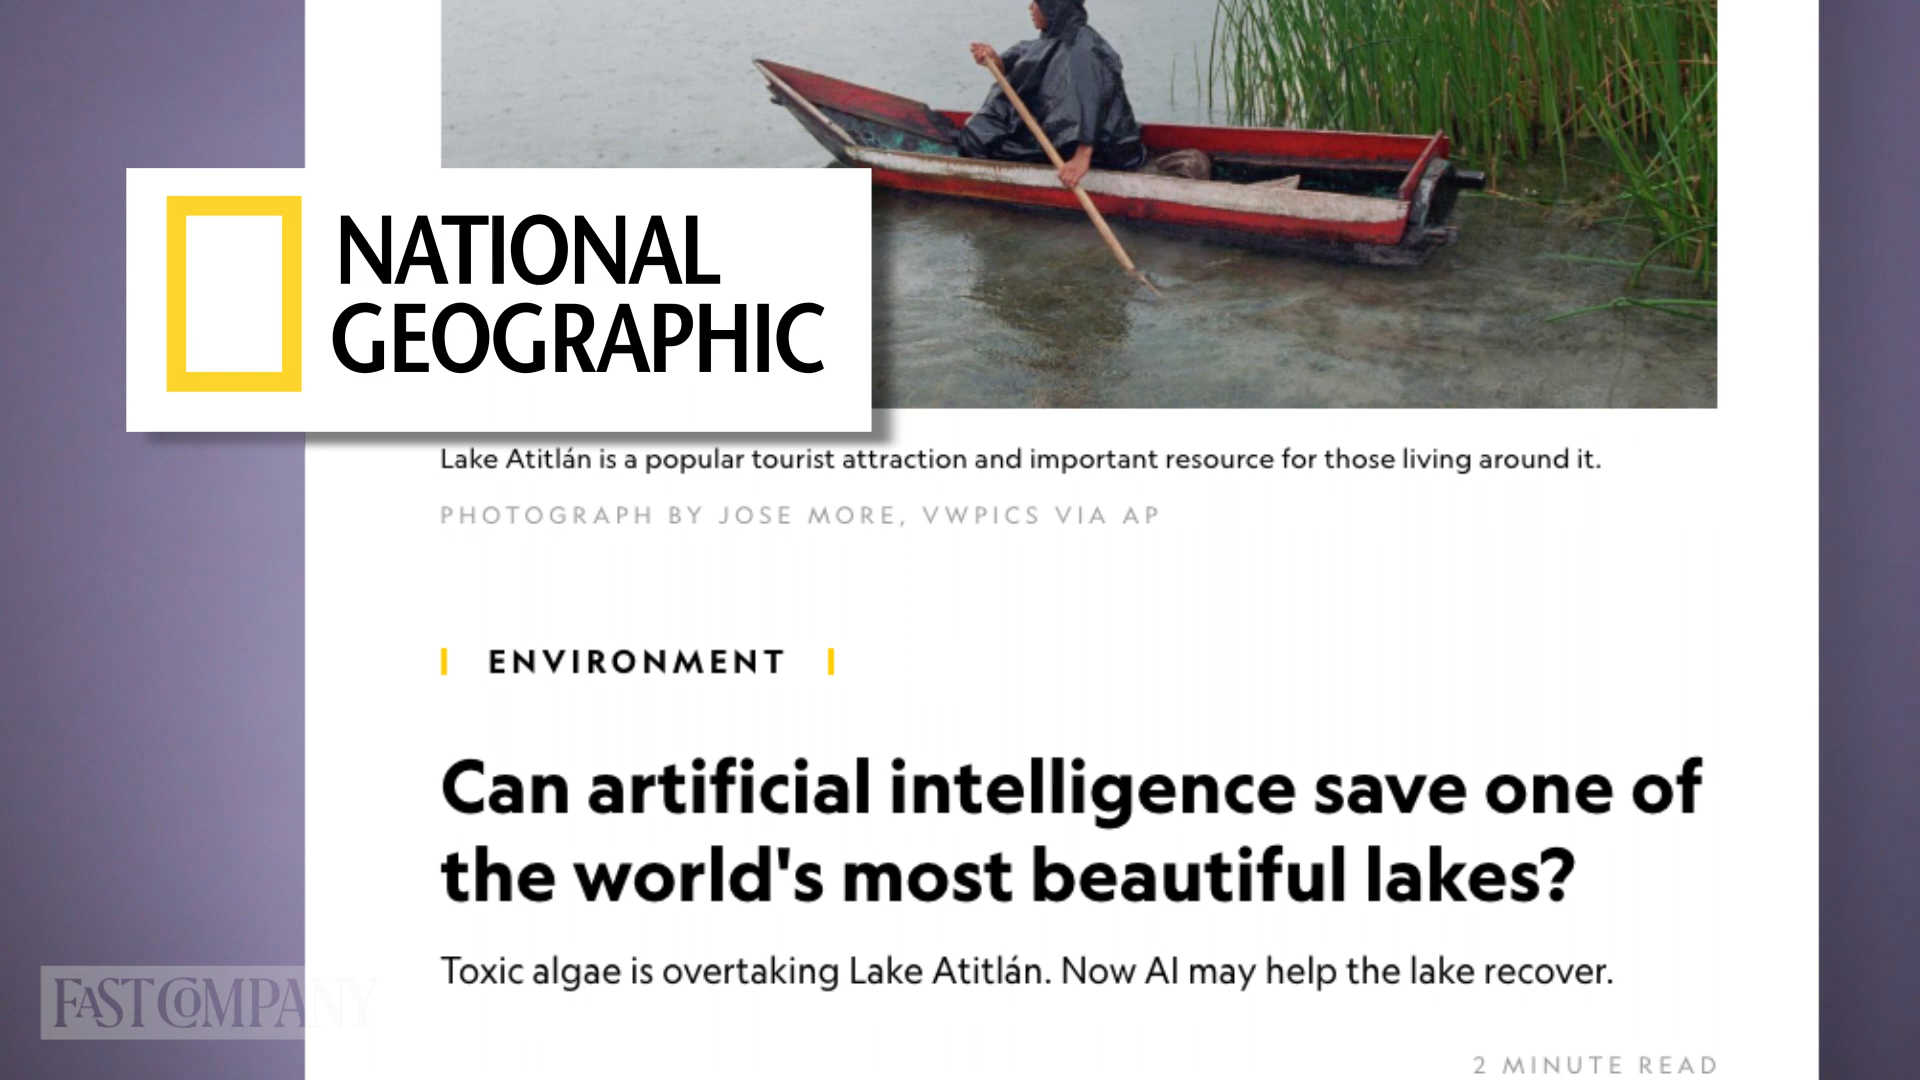 NATIONAL
GEOGRAPHIC
Lake Atitlán is a popular tourist attraction and important resource for those living around it.
PHOTOGRAPH BY JOSE MORE, VWPICS VIA AP
ENVIRONMENT
Can artificial intelligence save one of
the world's most beautiful lakes?
Toxic algae is overtaking Lake Atitlán. Now AI may help the lake recover.
FAST COMPANY
2 MINUTE READ